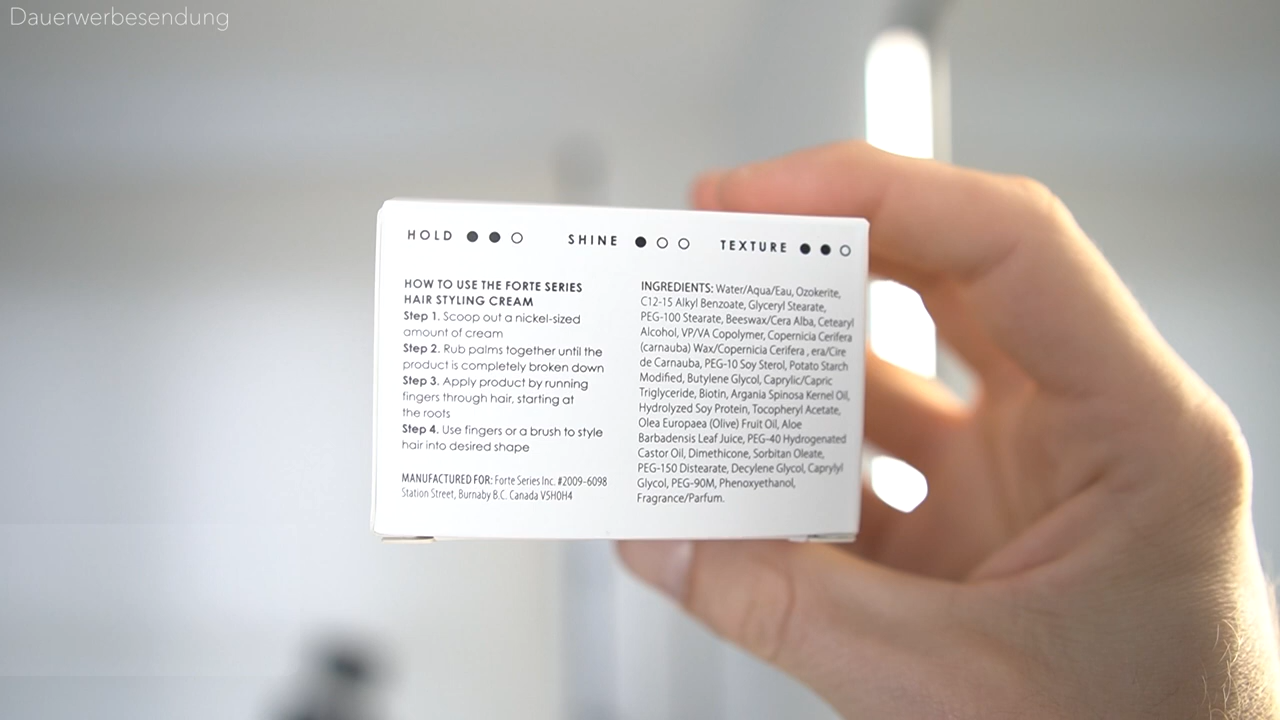 Dauerwerbesendung
HOLD SHINE TEXTURE
HOW TO USE THE FORTE SERIES
HAIR STYLING CREAM
Step 1. Scoop out a nickel-sized
amount of cream
Step 2. Rub palms together until the
product is completely broken down
Step 3. Apply product by running
fingers through hair, starting at
the roots
Step 4. Use fingers or a brush to style
hair into desired shape
MANUFACTURED FOR: Forte Series Inc. #2009-6098
Station Street, Burnaby B.C. Canada V5H0H4
INGREDIENTS: Water/Aqua/Eau, Ozokerite,
C12-15 Alkyl Benzoate, Glyceryl Stearate,
PEG-100 Stearate, Beeswax/Cera Alba, Cetearyl
Alcohol, VP/VA Copolymer, Copernicia Cerifera
(carnauba) Wax/Copernicia Cerifera , era/Cire
de Carnauba, PEG-10 Soy Sterol, Potato Starch
Modified, Butylene Glycol, Caprylic/Capric
Triglyceride, Biotin, Argania Spinosa Kernel Oil,
Hydrolyzed Soy Protein, Tocopheryl Acetate,
Olea Europaea (Olive) Fruit Oil, Aloe
Barbadensis Leaf Juice, PEG-40 Hydrogenated
Castor Oil, Dimethicone, Sorbitan Oleate,
PEG-150 Distearate, Decylene Glycol, Caprylyl
Glycol, PEG-90M, Phenoxyethanol,
Fragrance/Parfum.